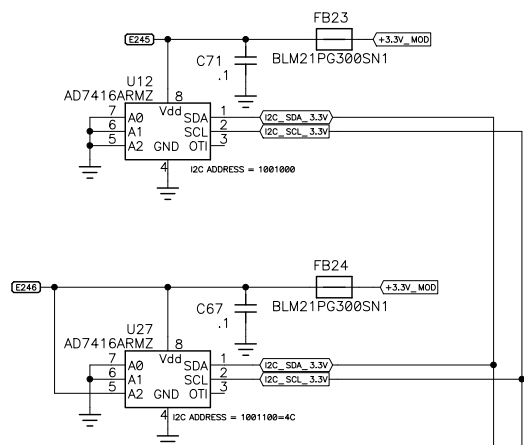 FB23
E245
+3.3V_MOD
C71
.1
BLM21PG300SN1
U12
AD7416ARMZ
8
Vdd
7 A0 SDA 1 I2C_SDA_3.3V
6 A1 SCL 2 I2C_SCL_3.3V
5 A2 GND OTI 3
4
I2C ADDRESS = 1001000
FB24
E246
+3.3V_MOD
C67
.1
BLM21PG300SN1
U27
AD7416ARMZ
8
Vdd
7 A0 SDA 1 I2C_SDA_3.3V
6 A1 SCL 2 I2C_SCL_3.3V
5 A2 GND OTI 3
4
I2C ADDRESS = 1001100=4C